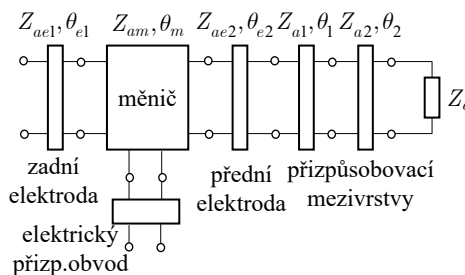 Z_{ae1}, θ_{e1} Z_{am}, θ_m Z_{ae2}, θ_{e2} Z_{a1}, θ_1 Z_{a2}, θ_2
měnič
zadní
elektroda
přední
elektroda
přizpůsobovací
mezivrstvy
elektrický
přizp.obvod